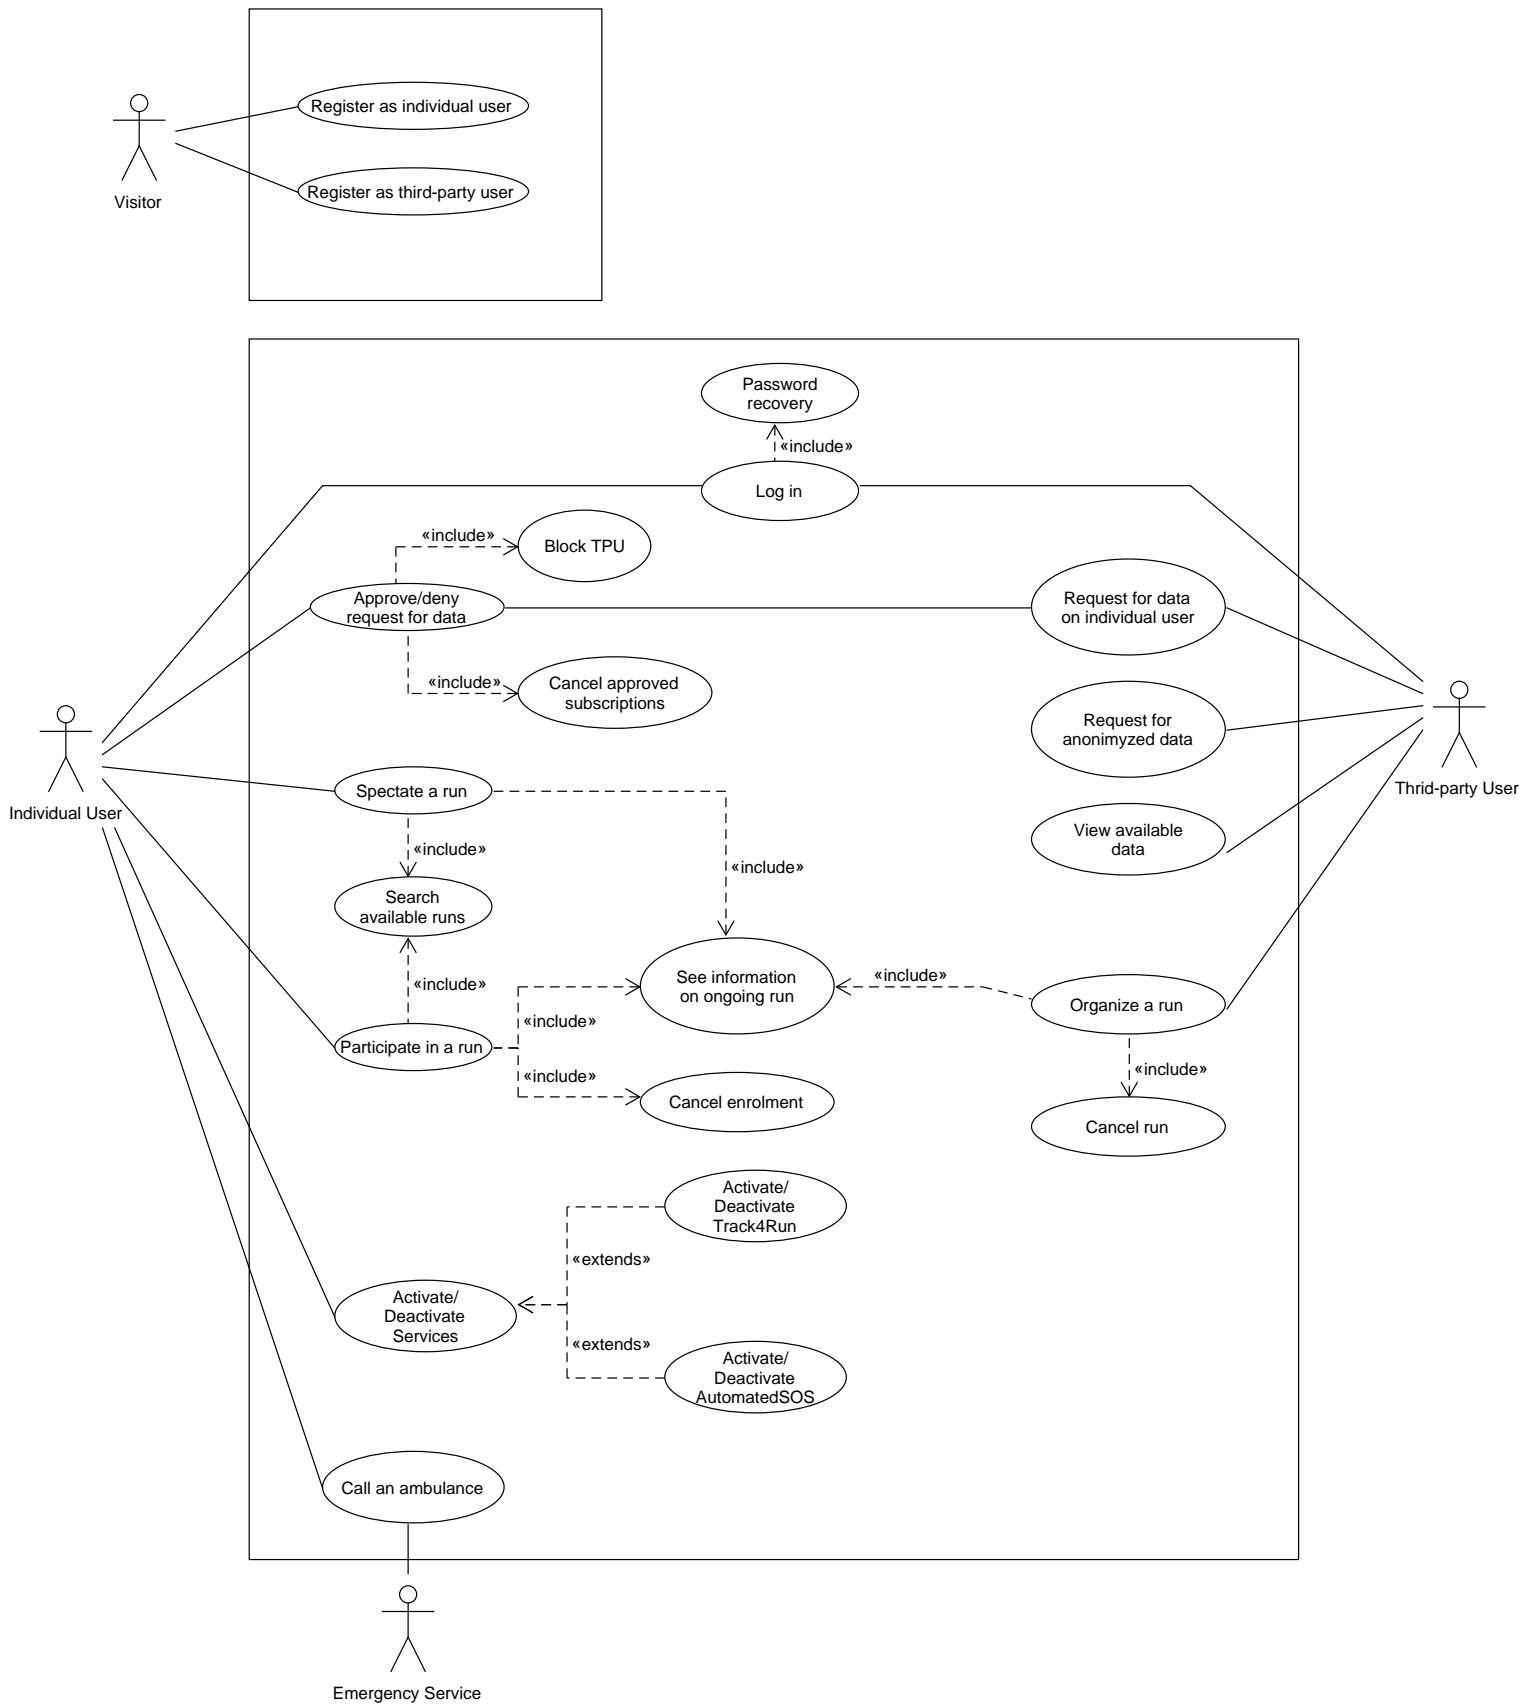 Register as individual user
Register as third-party user
Visitor
Password
recovery
«include»
Log in
«include»
Block TPU
Approve/deny
request for data
Request for data
on individual user
«include»
Cancel approved
subscriptions
Request for
anonimyzed data
Individual User
Thrid-party User
Spectate a run
«include»
«include»
View available
data
Search
available runs
«include»
See information
on ongoing run
«include»
Organize a run
«include»
Participate in a run
«include»
Cancel enrolment
«include»
Cancel run
Activate/
Deactivate
Track4Run
«extends»
Activate/
Deactivate
Services
«extends»
Activate/
Deactivate
AutomatedSOS
Call an ambulance
Emergency Service